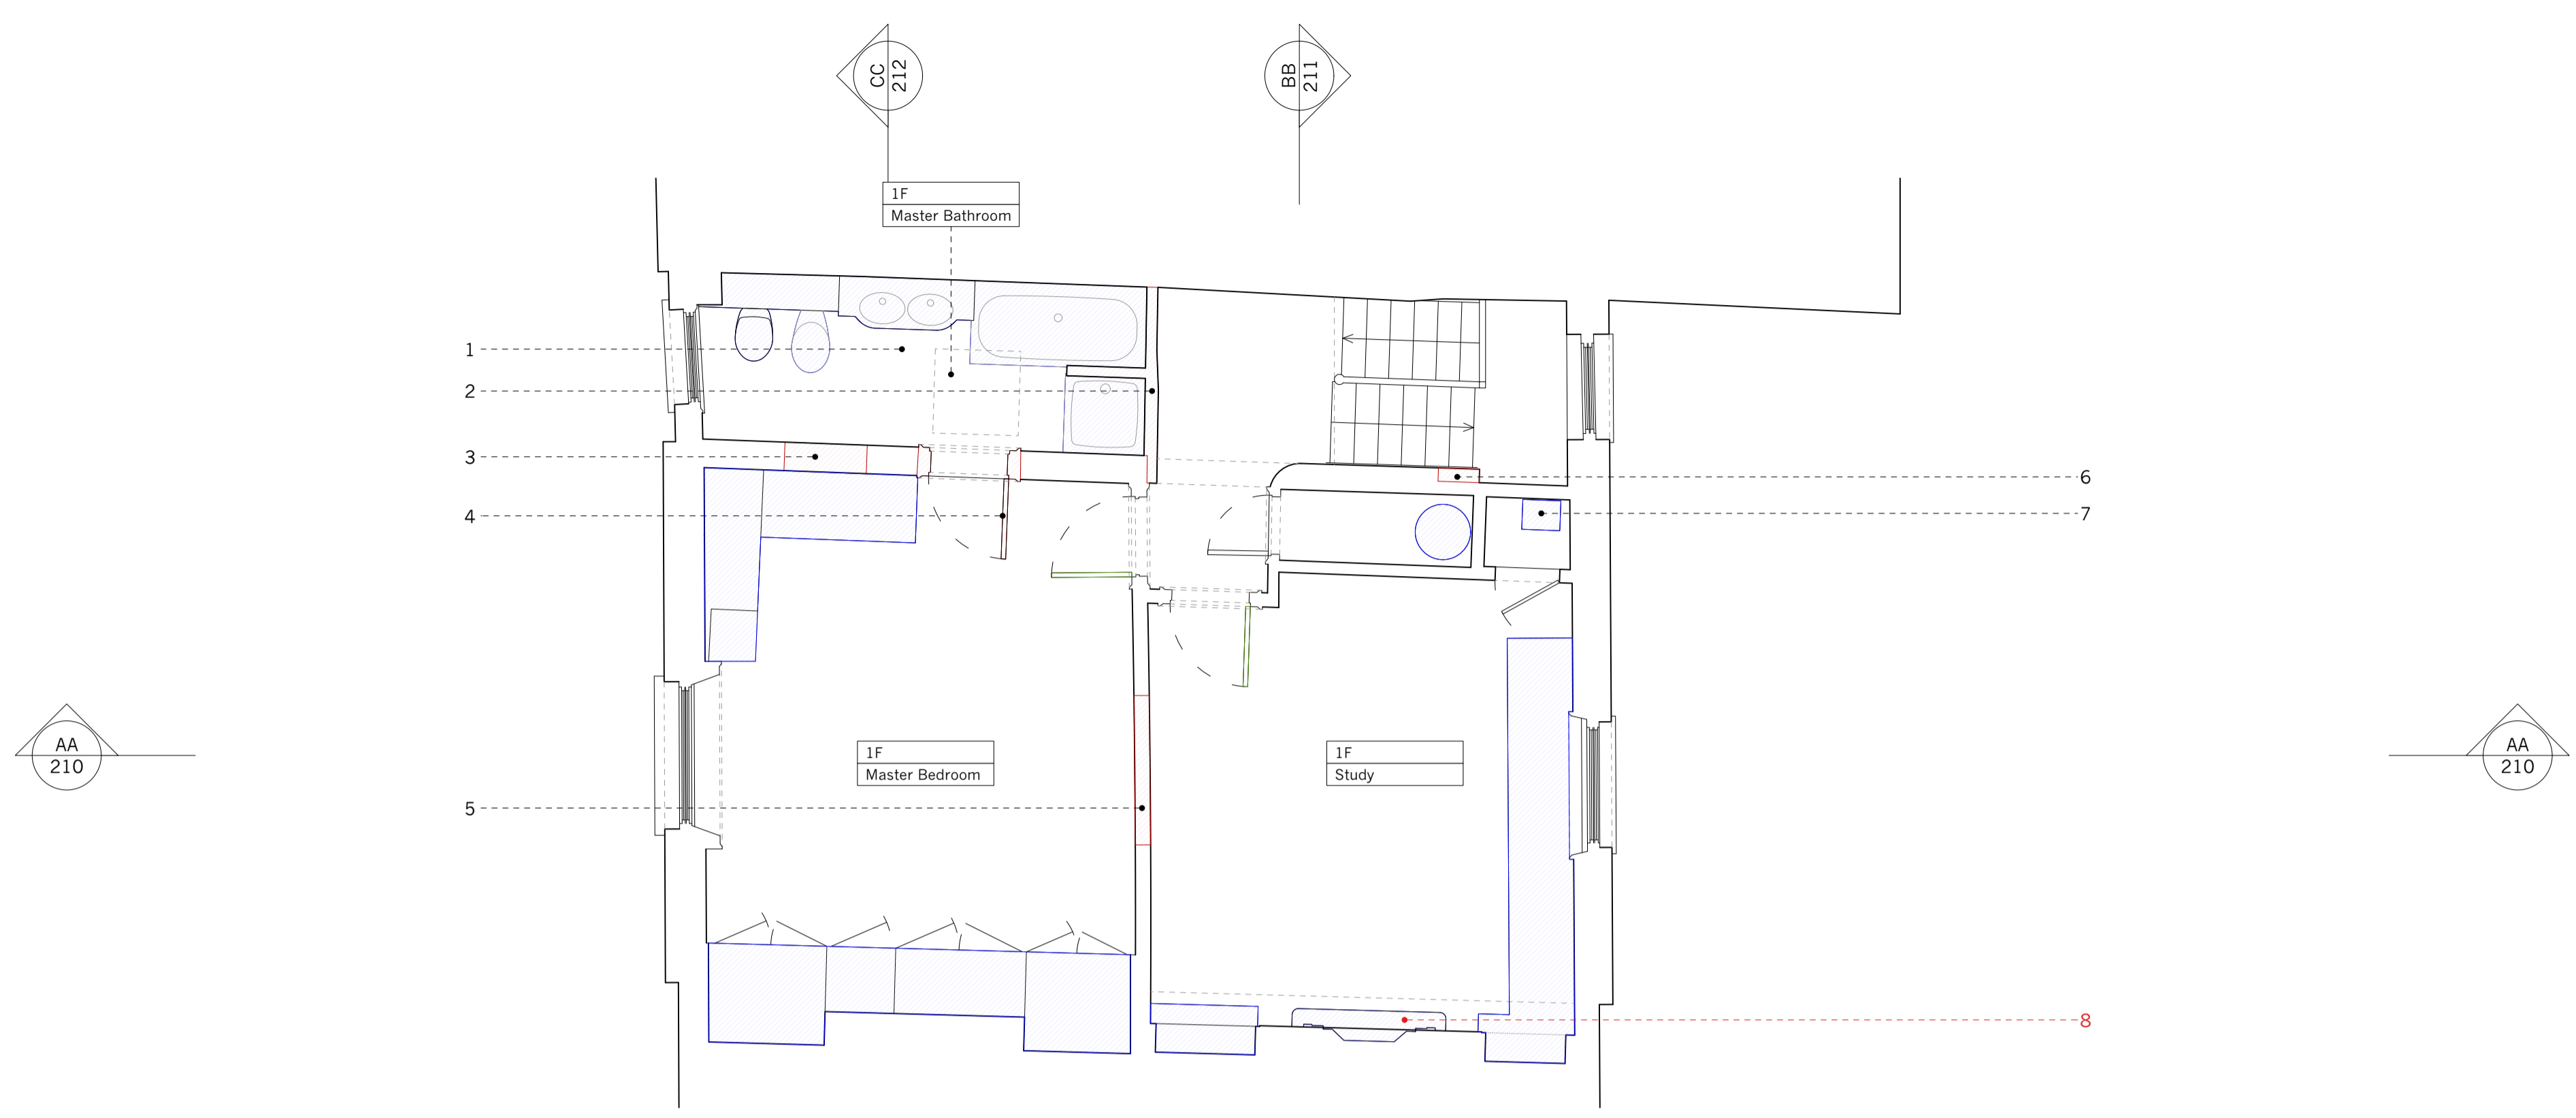 CC
212
BB
211
1F
Master Bathroom
1
2
3
4
5
6
7
8
AA
210
1F
Master Bedroom
1F
Study
AA
210